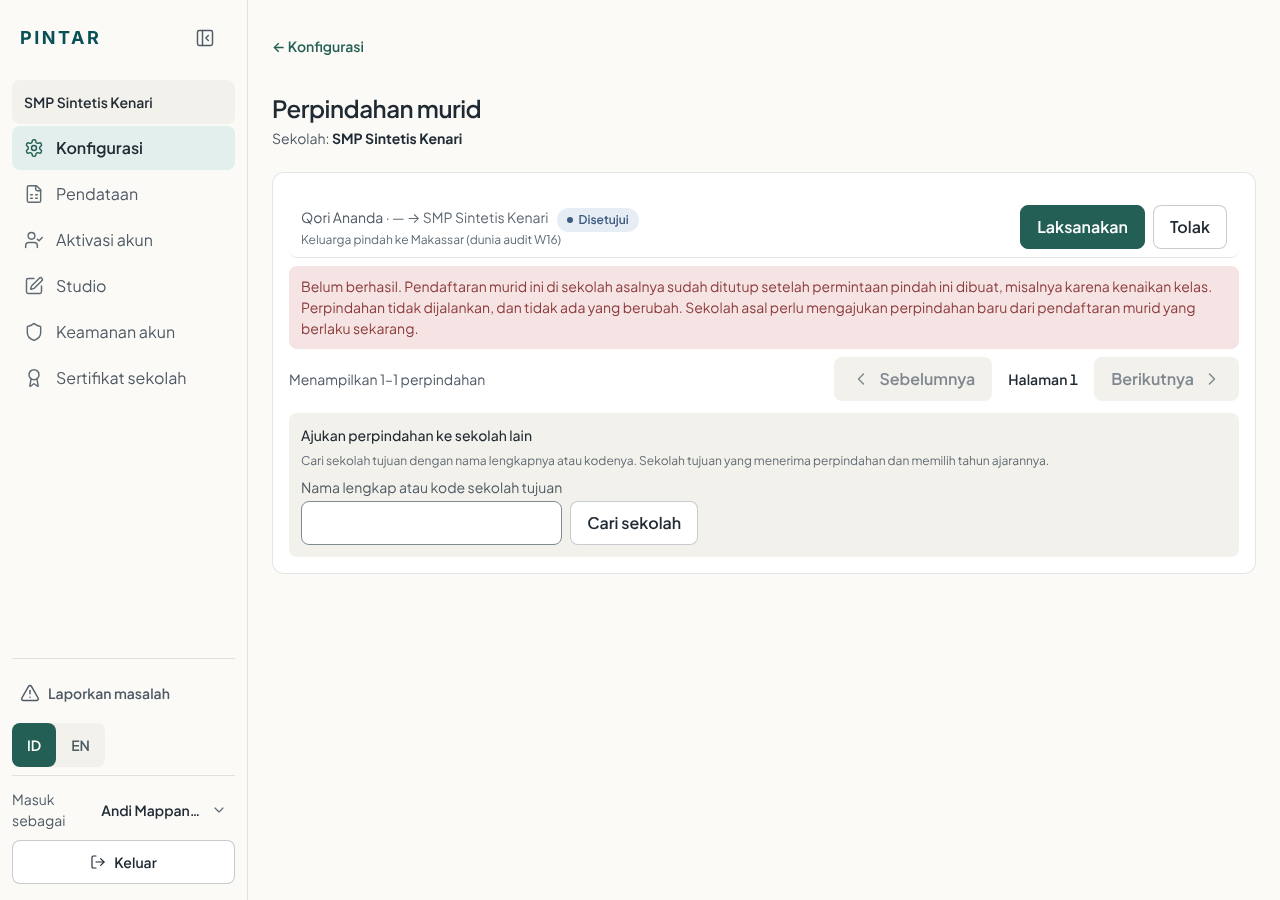 PINTAR
SMP Sintetis Kenari
Konfigurasi
Pendataan
Aktivasi akun
Studio
Keamanan akun
Sertifikat sekolah
Laporkan masalah
ID EN
Masuk sebagai
Andi Mappan…
Keluar
← Konfigurasi
Perpindahan murid
Sekolah: SMP Sintetis Kenari
Qori Ananda · — → SMP Sintetis Kenari Disetujui
Keluarga pindah ke Makassar (dunia audit W16)
Laksanakan Tolak
Belum berhasil. Pendaftaran murid ini di sekolah asalnya sudah ditutup setelah permintaan pindah ini dibuat, misalnya karena kenaikan kelas.
Perpindahan tidak dijalankan, dan tidak ada yang berubah. Sekolah asal perlu mengajukan perpindahan baru dari pendaftaran murid yang
berlaku sekarang.
Menampilkan 1–1 perpindahan
Sebelumnya Halaman 1 Berikutnya
Ajukan perpindahan ke sekolah lain
Cari sekolah tujuan dengan nama lengkapnya atau kodenya. Sekolah tujuan yang menerima perpindahan dan memilih tahun ajarannya.
Nama lengkap atau kode sekolah tujuan
Cari sekolah